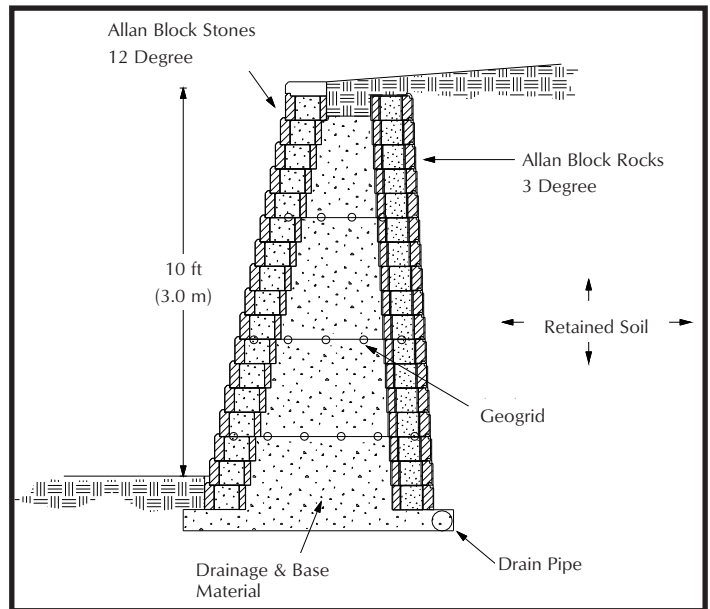 Allan Block Stones
12 Degree
Allan Block Rocks
3 Degree
10 ft
(3.0 m)
Retained Soil
Geogrid
Drain Pipe
Drainage & Base
Material